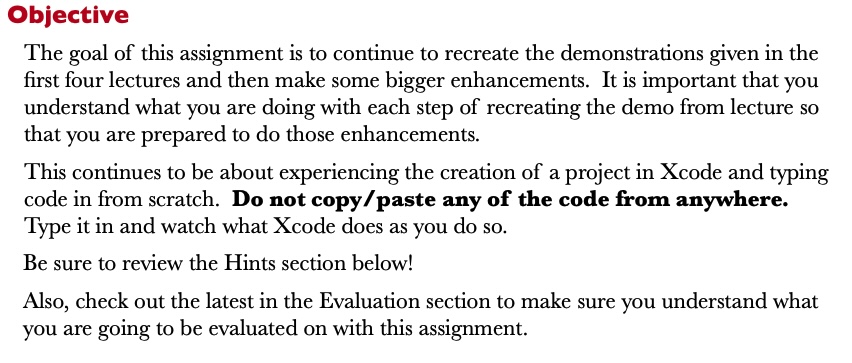 Objective
The goal of this assignment is to continue to recreate the demonstrations given in the
first four lectures and then make some bigger enhancements.  It is important that you
understand what you are doing with each step of recreating the demo from lecture so
that you are prepared to do those enhancements.
This continues to be about experiencing the creation of a project in Xcode and typing
code in from scratch.  Do not copy/paste any of the code from anywhere.
Type it in and watch what Xcode does as you do so.
Be sure to review the Hints section below!
Also, check out the latest in the Evaluation section to make sure you understand what
you are going to be evaluated on with this assignment.